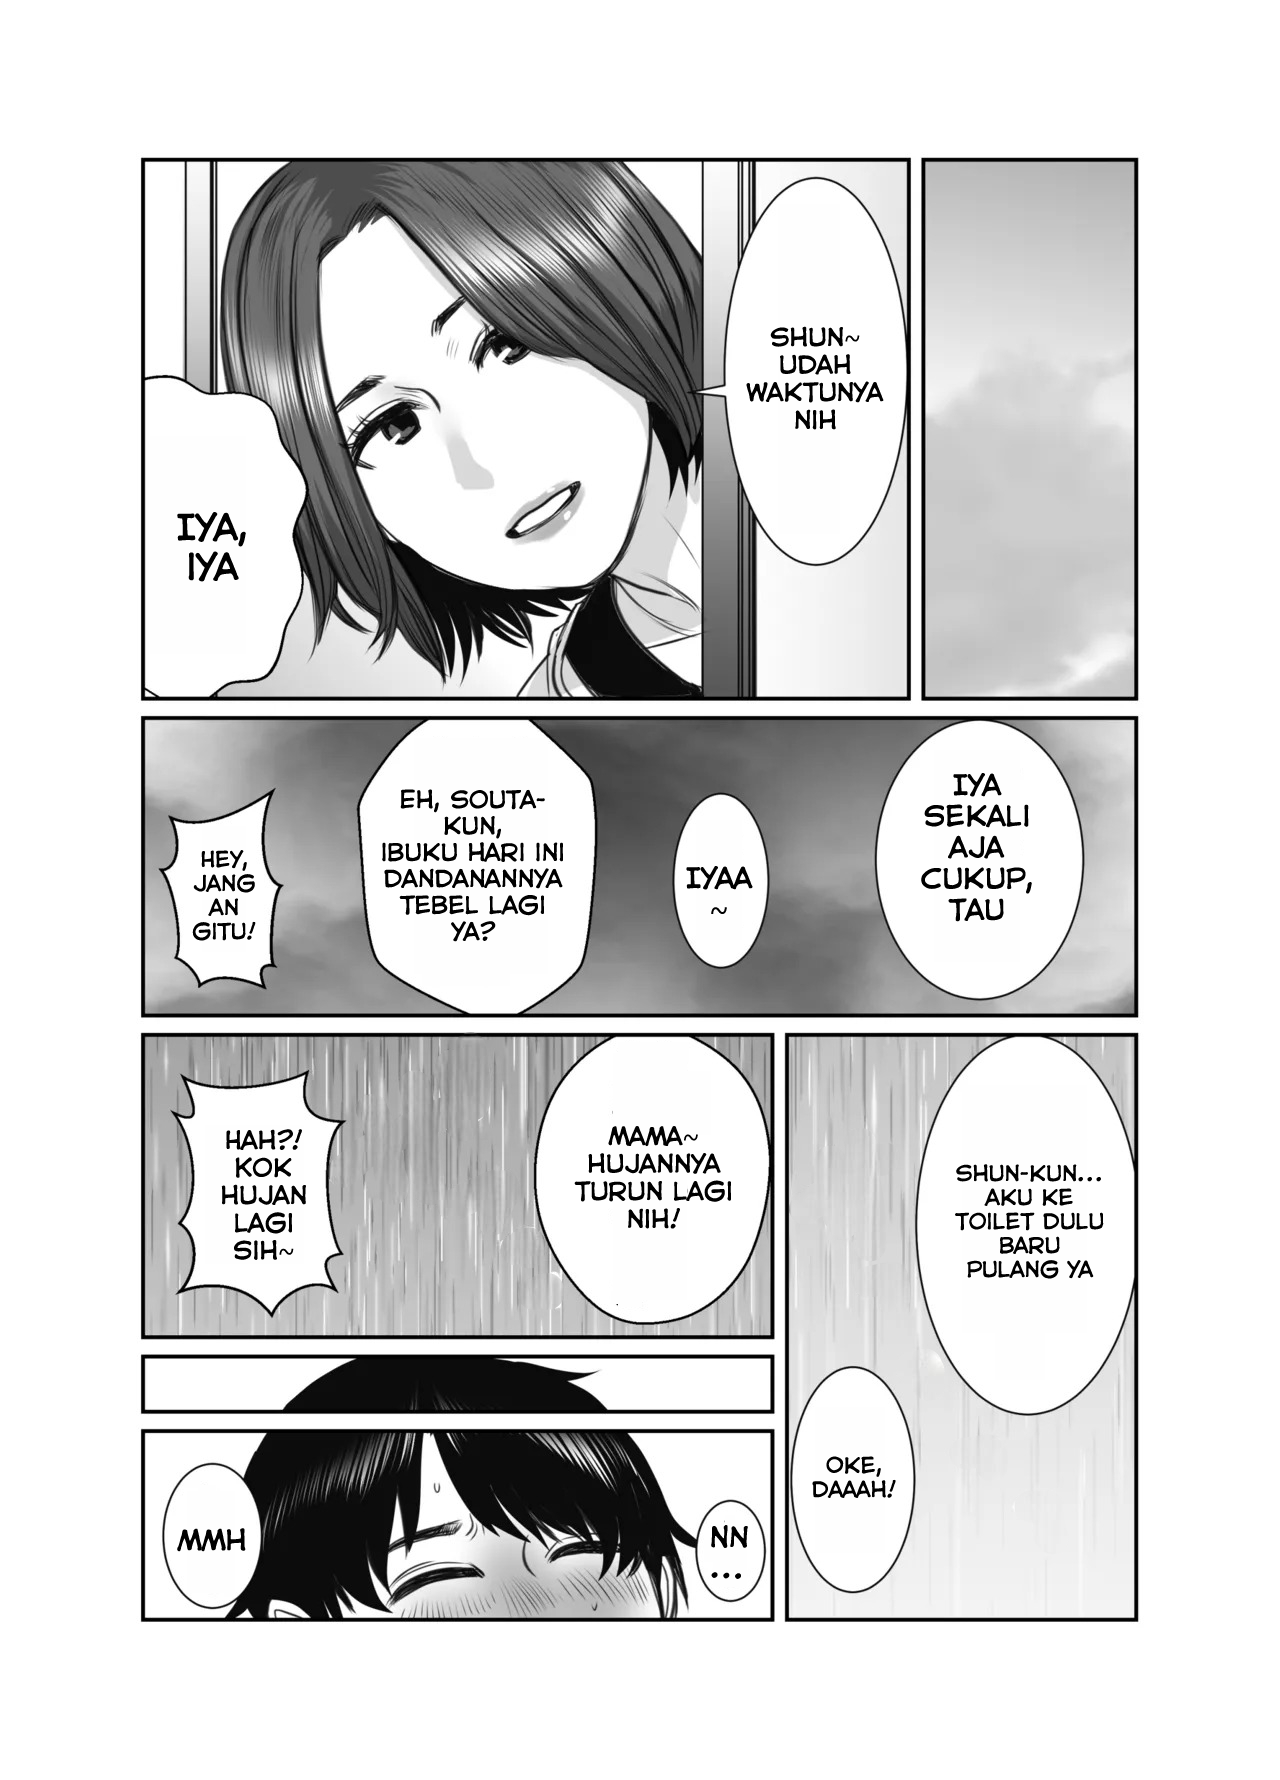 SHUN~
UDAH
WAKTUNYA
NIH
IYA,
IYA
IYA
SEKALI
AJA
CUKUP,
TAU
IYAA
~
EH, SOUTA-
KUN,
IBUKU HARI INI
DANDANANNYA
TEBEL LAGI
YA?
HEY,
JANG
AN
GITU!
SHUN-KUN...
AKU KE
TOILET DULU
BARU
PULANG YA
OKE,
DAAAH!
MAMA~
HUJANNYA
TURUN LAGI
NIH!
HAH?!
KOK
HUJAN
LAGI
SIH~
NN
...
MMH